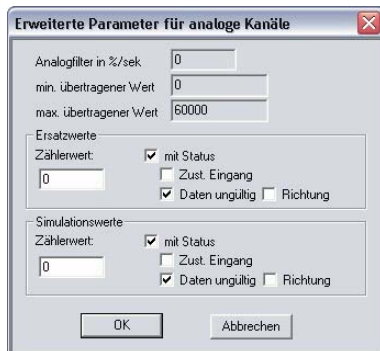 Erweiterte Parameter für analoge Kanäle
Analogfilter in %/sek 0
min. übertragener Wert 0
max. übertragener Wert 60000
Ersatzwerte
Zählerwert: mit Status
0 Zust. Eingang
Daten ungültig Richtung
Simulationswerte
Zählerwert: mit Status
0 Zust. Eingang
Daten ungültig Richtung
OK Abbrechen